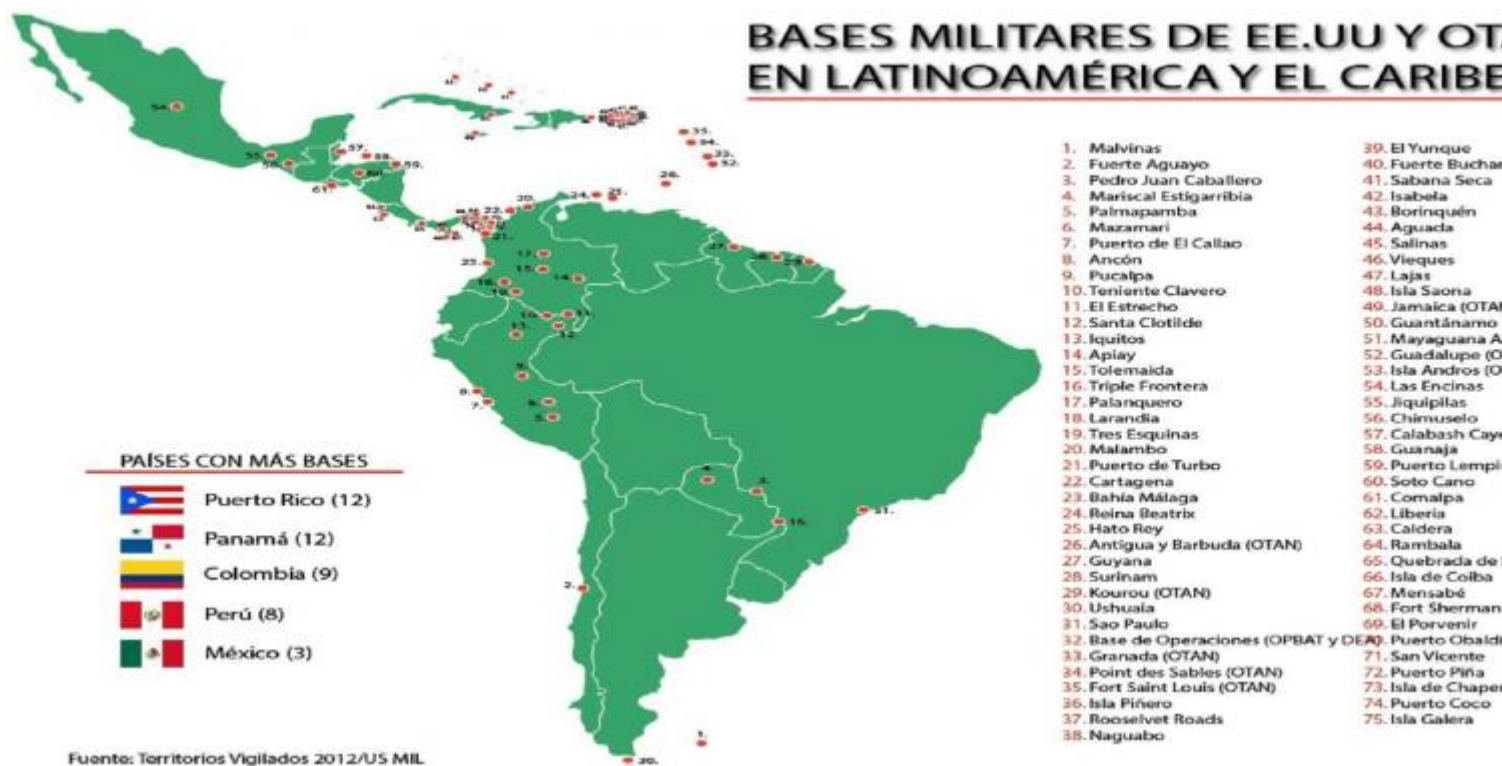 BASES MILITARES DE EE.UU Y OT
EN LATINOAMÉRICA Y EL CARIBE
1. Malvinas
2. Fuerte Aguayo
3. Pedro Juan Caballero
4. Mariscal Estigarribia
5. Palmapamba
6. Mazamari
7. Puerto de El Callao
8. Ancón
9. Pucalpa
10. Teniente Clavero
11. El Estrecho
12. Santa Clotilde
13. Iquitos
14. Apiay
15. Tolemaida
16. Triple Frontera
17. Palanquero
18. Larandia
19. Tres Esquinas
20. Malambo
21. Puerto de Turbo
22. Cartagena
23. Bahía Málaga
24. Reina Beatrix
25. Hato Rey
26. Antigua y Barbuda (OTAN)
27. Guyana
28. Surinam
29. Kourou (OTAN)
30. Ushuaia
31. Sao Paulo
32. Base de Operaciones (OPBAT y DEA)
33. Granada (OTAN)
34. Point des Sables (OTAN)
35. Fort Saint Louis (OTAN)
36. Isla Piñero
37. Rooselvet Roads
38. Naguabo
39. El Yunque
40. Fuerte Buchan
41. Sabana Seca
42. Isabela
43. Borinquén
44. Aguada
45. Salinas
46. Vieques
47. Lajas
48. Isla Saona
49. Jamaica (OTAN
50. Guantánamo
51. Mayaguana A
52. Guadalupe (O
53. Isla Andros (O
54. Las Encinas
55. Jiquipilas
56. Chimuselo
57. Calabash Caye
58. Guanaja
59. Puerto Lempi
60. Soto Cano
61. Comalpa
62. Liberia
63. Caldera
64. Rambala
65. Quebrada de
66. Isla de Coiba
67. Mensabé
68. Fort Sherman
69. El Porvenir
Puerto Obaldi
71. San Vicente
72. Puerto Piña
73. Isla de Chaper
74. Puerto Coco
75. Isla Galera
PAÍSES CON MÁS BASES
Puerto Rico (12)
Panamá (12)
Colombia (9)
Perú (8)
México (3)
Fuente: Territorios Vigilados 2012/US MIL